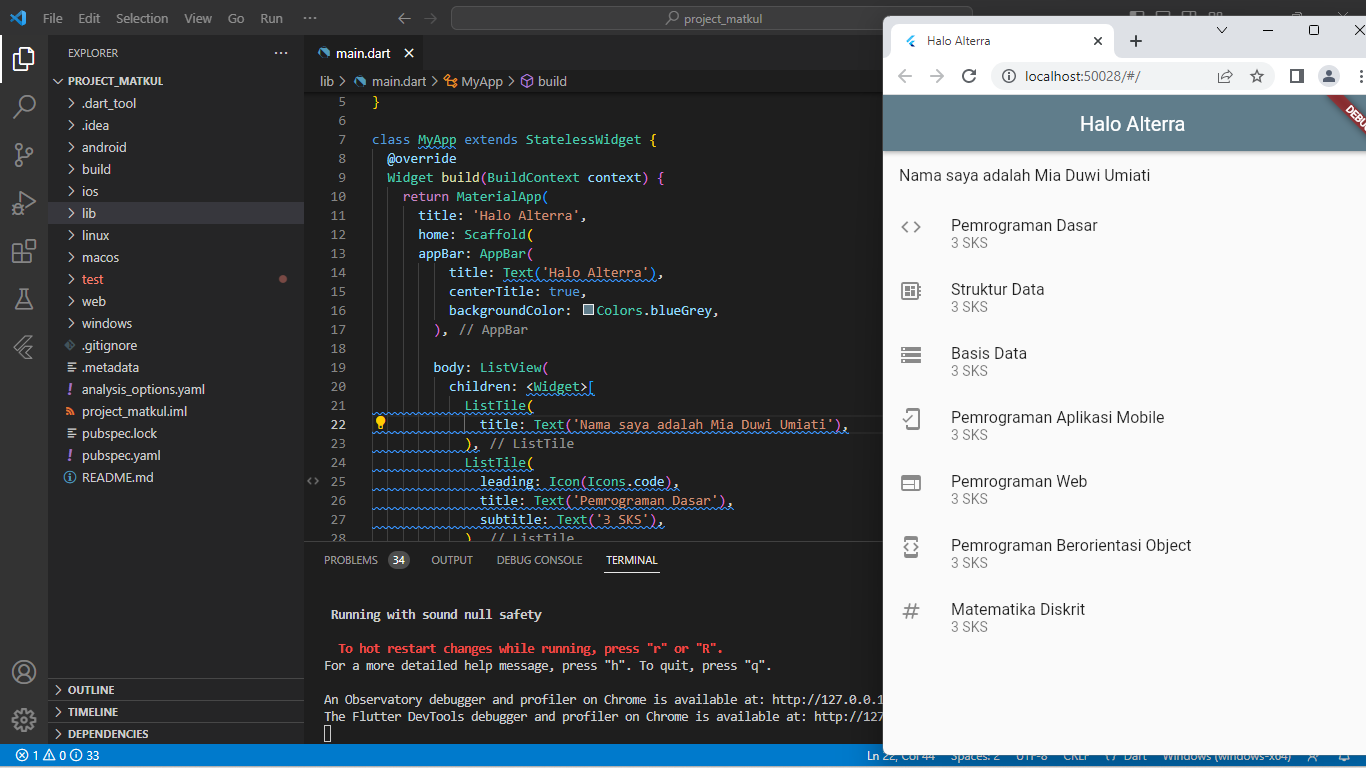 File Edit Selection View Go Run ··· project_matkul
EXPLORER ···
PROJECT_MATKUL
.dart_tool
.idea
android
build
ios
lib
linux
macos
test
web
windows
.gitignore
.metadata
analysis_options.yaml
project_matkul.iml
pubspec.lock
pubspec.yaml
README.md
OUTLINE
TIMELINE
DEPENDENCIES
main.dart
lib > main.dart > MyApp > build
5 }
6
7 class MyApp extends StatelessWidget {
8 @override
9 Widget build(BuildContext context) {
10 return MaterialApp(
11 title: 'Halo Alterra',
12 home: Scaffold(
13 appBar: AppBar(
14 title: Text('Halo Alterra'),
15 centerTitle: true,
16 backgroundColor: Colors.blueGrey,
17 ), // AppBar
18
19 body: ListView(
20 children: <Widget>[
21 ListTile(
22 title: Text('Nama saya adalah Mia Duwi Umiati'),
23 ), // ListTile
24 ListTile(
25 leading: Icon(Icons.code),
26 title: Text('Pemrograman Dasar'),
27 subtitle: Text('3 SKS'),
28 ) // ListTile
PROBLEMS 34 OUTPUT DEBUG CONSOLE TERMINAL
Running with sound null safety
To hot restart changes while running, press "r" or "R".
For a more detailed help message, press "h". To quit, press "q".
An Observatory debugger and profiler on Chrome is available at: http://127.0.0.1
The Flutter DevTools debugger and profiler on Chrome is available at: http://127
1 0 33
Ln 22, Col 44 Spaces: 2 UTF-8 CRLF {} Dart Windows (windows-x64)
Halo Alterra
localhost:50028/#/
Halo Alterra
DEBU
Nama saya adalah Mia Duwi Umiati
Pemrograman Dasar
3 SKS
Struktur Data
3 SKS
Basis Data
3 SKS
Pemrograman Aplikasi Mobile
3 SKS
Pemrograman Web
3 SKS
Pemrograman Berorientasi Object
3 SKS
Matematika Diskrit
3 SKS